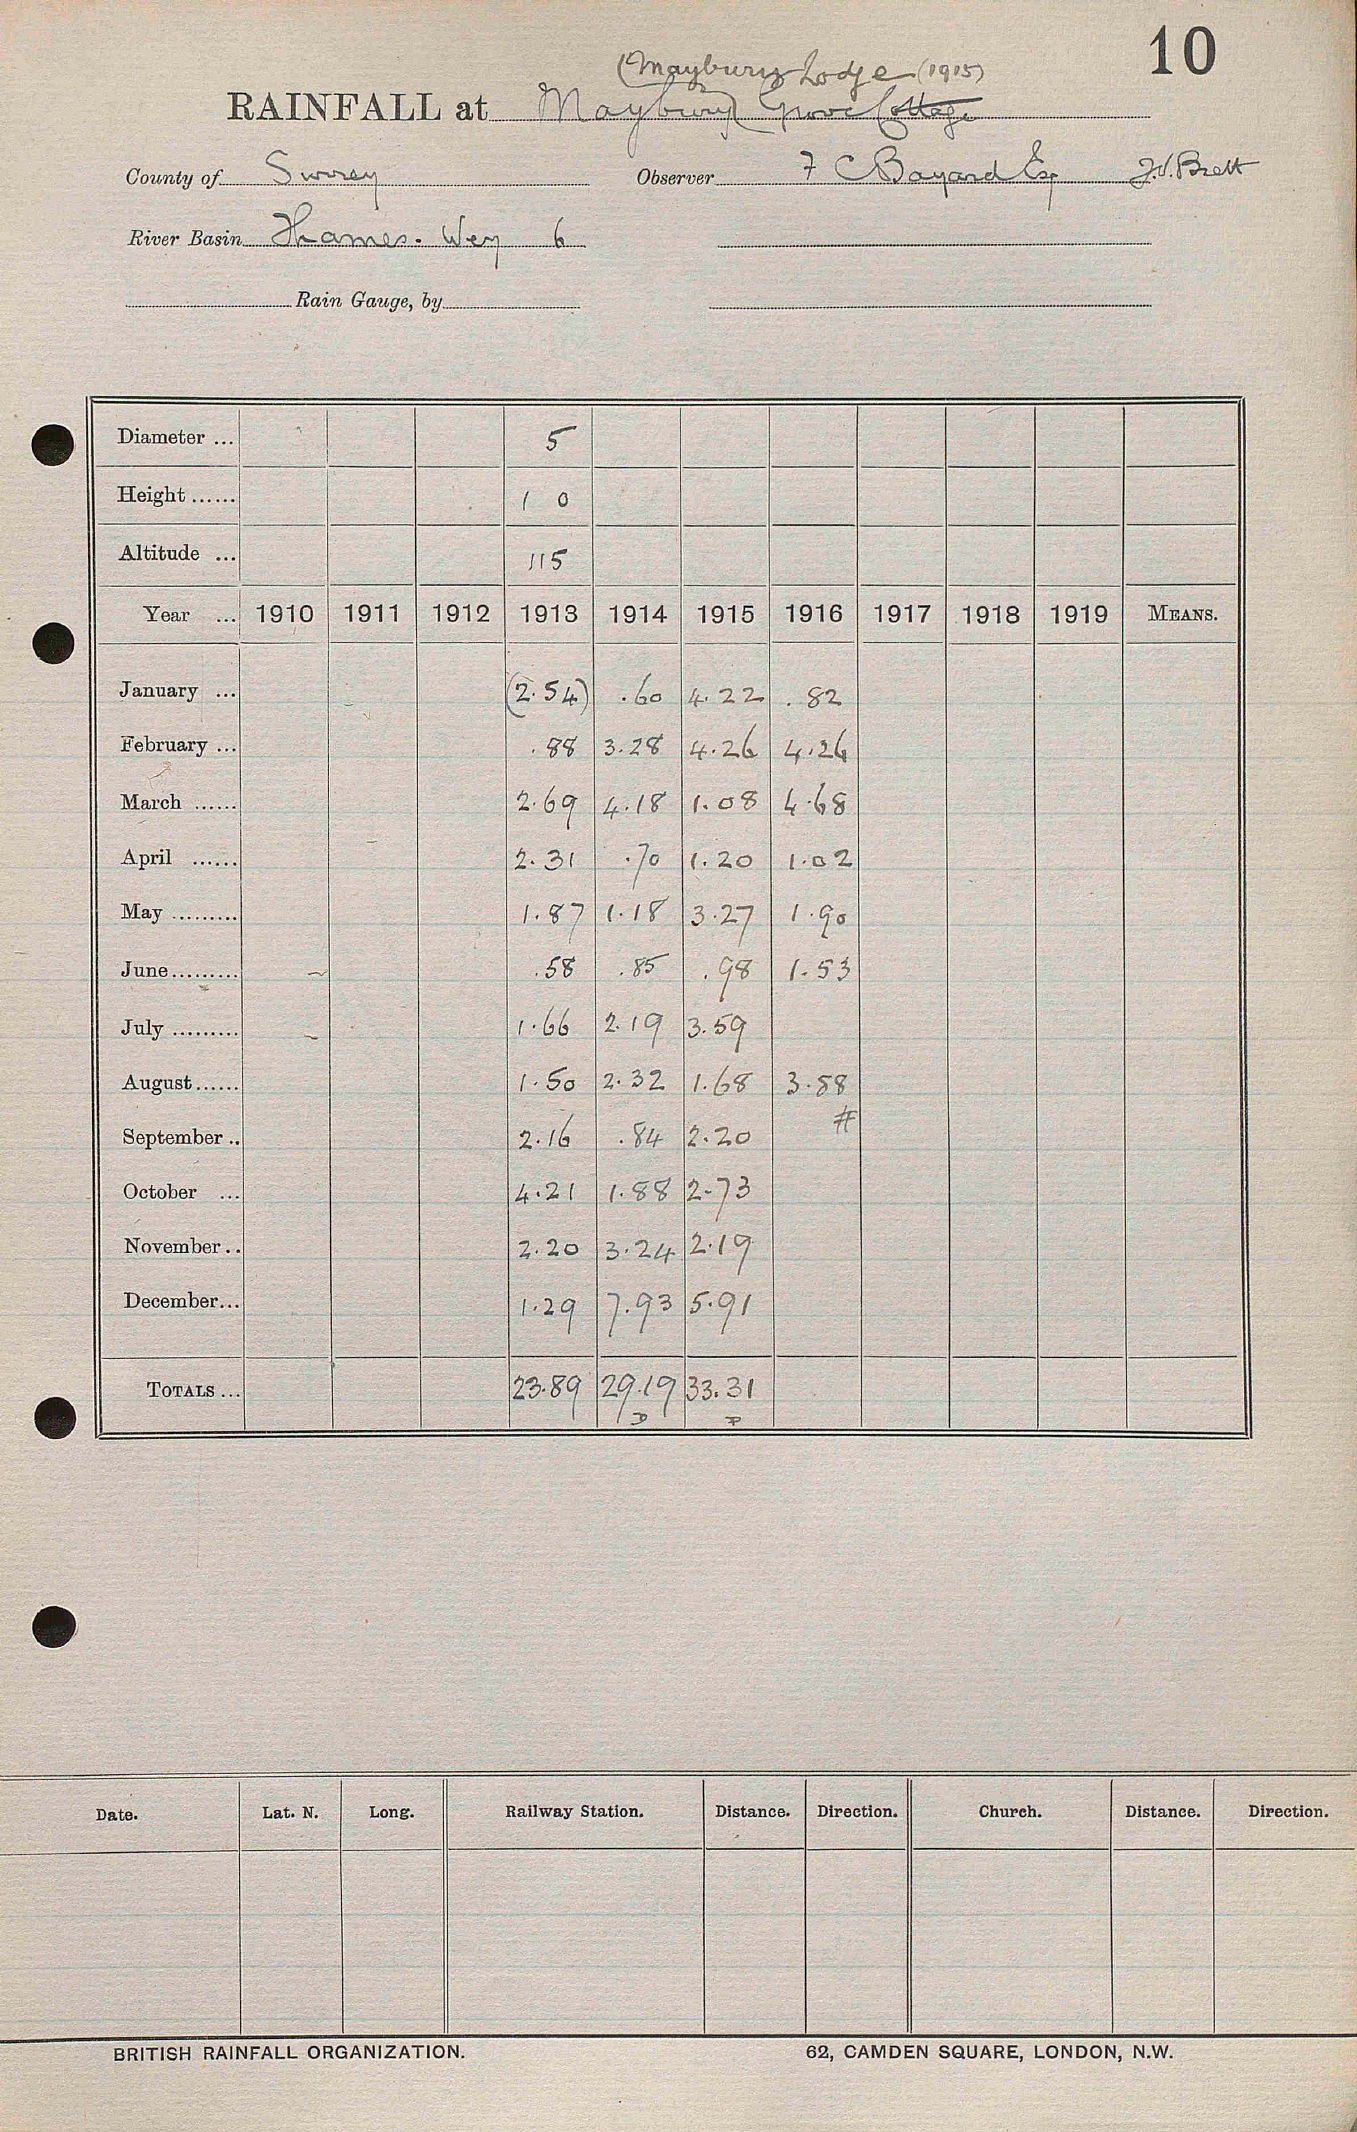 10
(Maybury Lodge (1915)
RAINFALL at Maybury Grove Cottage
County of Surrey Observer F C Bayard Esq J.V. Brett
River Basin Thames. Wey 6
Rain Gauge, by
Diameter ... 5
Height ...... 1 0
Altitude ... 115
Year ... 1910 1911 1912 1913 1914 1915 1916 1917 1918 1919 MEANS.
January ... (2.54) .60 4.22 .82
February ... .88 3.28 4.26 4.26
March ...... 2.69 4.18 1.08 4.68
April ...... 2.31 .70 1.20 1.02
May ......... 1.87 1.18 3.27 1.90
June ......... .58 .85 .98 1.53
July ......... 1.66 2.19 3.59
August ...... 1.50 2.32 1.68 3.58
#
September .. 2.16 .84 2.20
October ... 4.21 1.88 2.73
November .. 2.20 3.24 2.19
December ... 1.29 7.93 5.91
TOTALS ... 23.89 29.19 33.31
Date. Lat. N. Long. Railway Station. Distance. Direction. Church. Distance. Direction.
BRITISH RAINFALL ORGANIZATION. 62, CAMDEN SQUARE, LONDON, N.W.